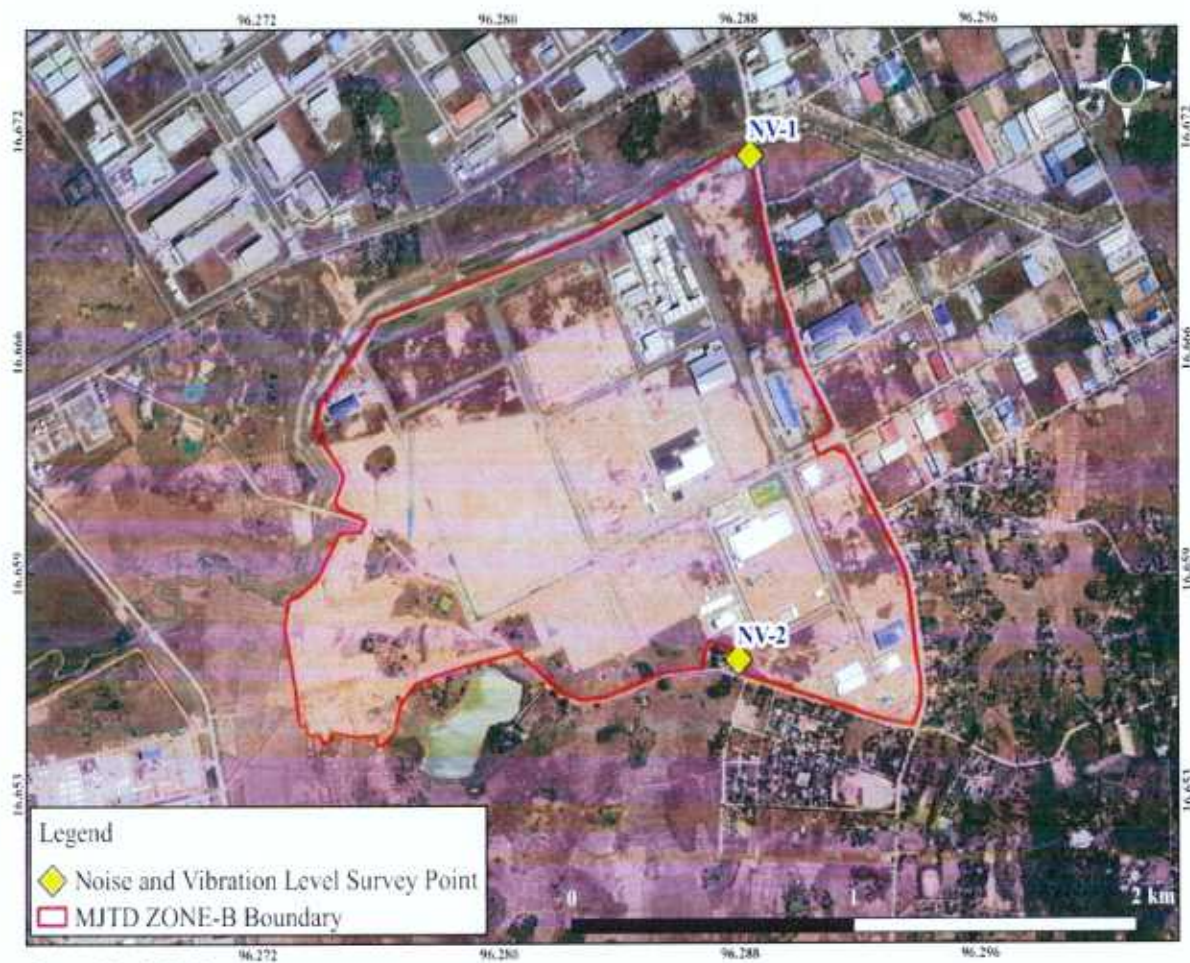 96.272 96.280 96.288 96.296
16.672 16.672
NV-1
16.666 16.666
16.659 16.659
NV-2
16.653 16.653
Legend
Noise and Vibration Level Survey Point
MJTD ZONE-B Boundary
0 1 2 km
96.272 96.280 96.288 96.296